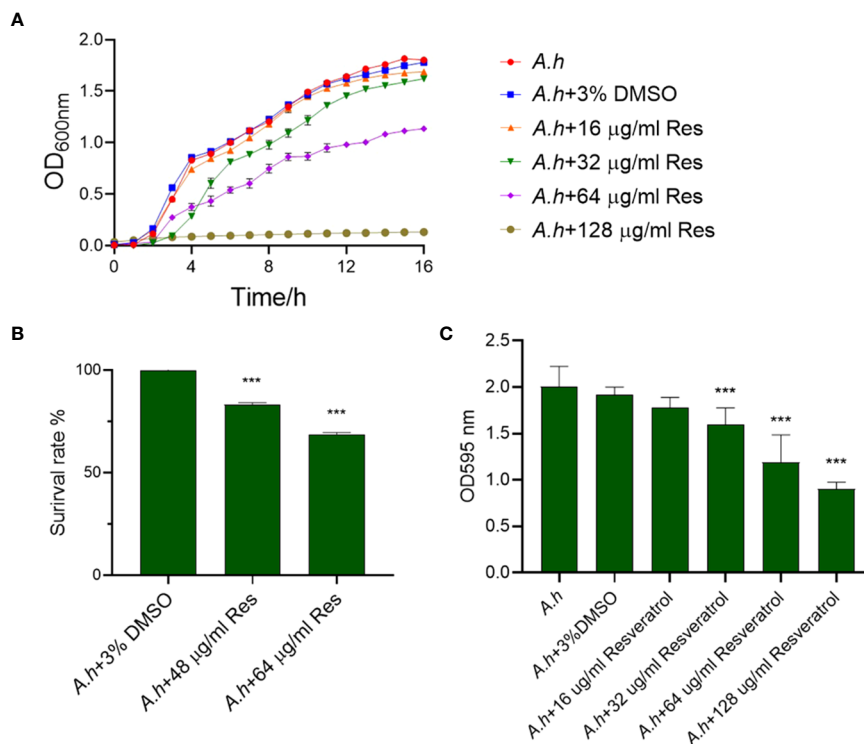 A
2.0
1.5
1.0
0.5
0.0
OD600nm
0 4 8 12 16
Time/h
A.h
A.h+3% DMSO
A.h+16 μg/ml Res
A.h+32 μg/ml Res
A.h+64 μg/ml Res
A.h+128 μg/ml Res
B
100
50
0
Surirval rate %
***
***
A.h+3% DMSO
A.h+48 μg/ml Res
A.h+64 μg/ml Res
C
2.5
2.0
1.5
1.0
0.5
0.0
OD595 nm
***
***
***
A.h
A.h+3%DMSO
A.h+16 ug/ml Resveratrol
A.h+32 ug/ml Resveratrol
A.h+64 ug/ml Resveratrol
A.h+128 ug/ml Resveratrol